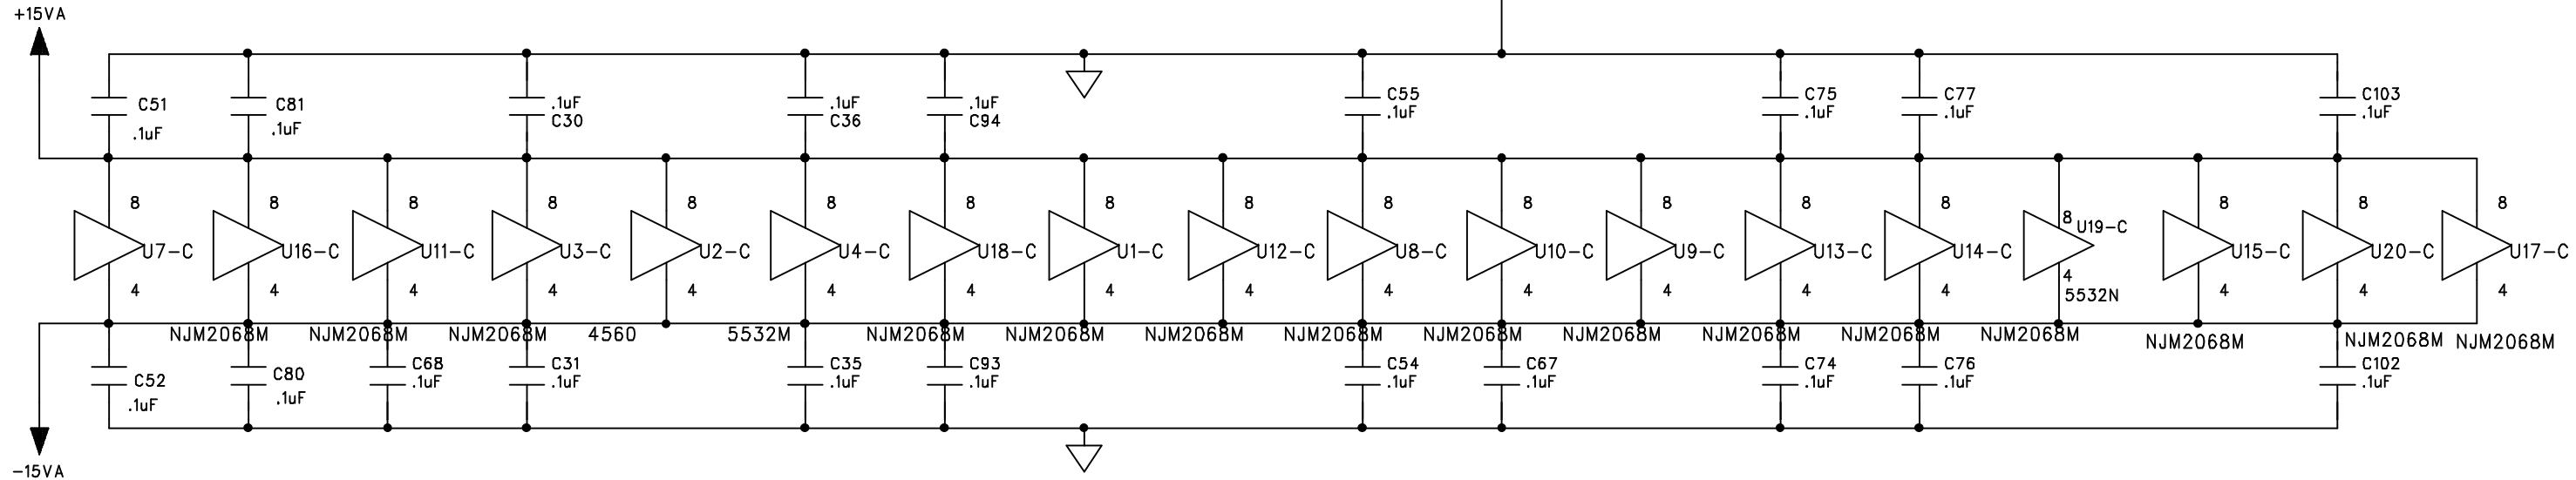 +15VA
C51
.1uF
C81
.1uF
.1uF
C30
.1uF
C36
.1uF
C94
C55
.1uF
C75
.1uF
C77
.1uF
C103
.1uF
8 8 8 8 8 8 8 8 8 8 8 8 8 8 8 8 8 8
U7-C U16-C U11-C U3-C U2-C U4-C U18-C U1-C U12-C U8-C U10-C U9-C U13-C U14-C U19-C U15-C U20-C U17-C
4 4 4 4 4 4 4 4 4 4 4 4 4 4 4 4 4 4
5532N
NJM2068M NJM2068M NJM2068M 4560 5532M NJM2068M NJM2068M NJM2068M NJM2068M NJM2068M NJM2068M NJM2068M NJM2068M NJM2068M NJM2068M NJM2068M NJM2068M
C52
.1uF
C80
.1uF
C68
.1uF
C31
.1uF
C35
.1uF
C93
.1uF
C54
.1uF
C67
.1uF
C74
.1uF
C76
.1uF
C102
.1uF
-15VA